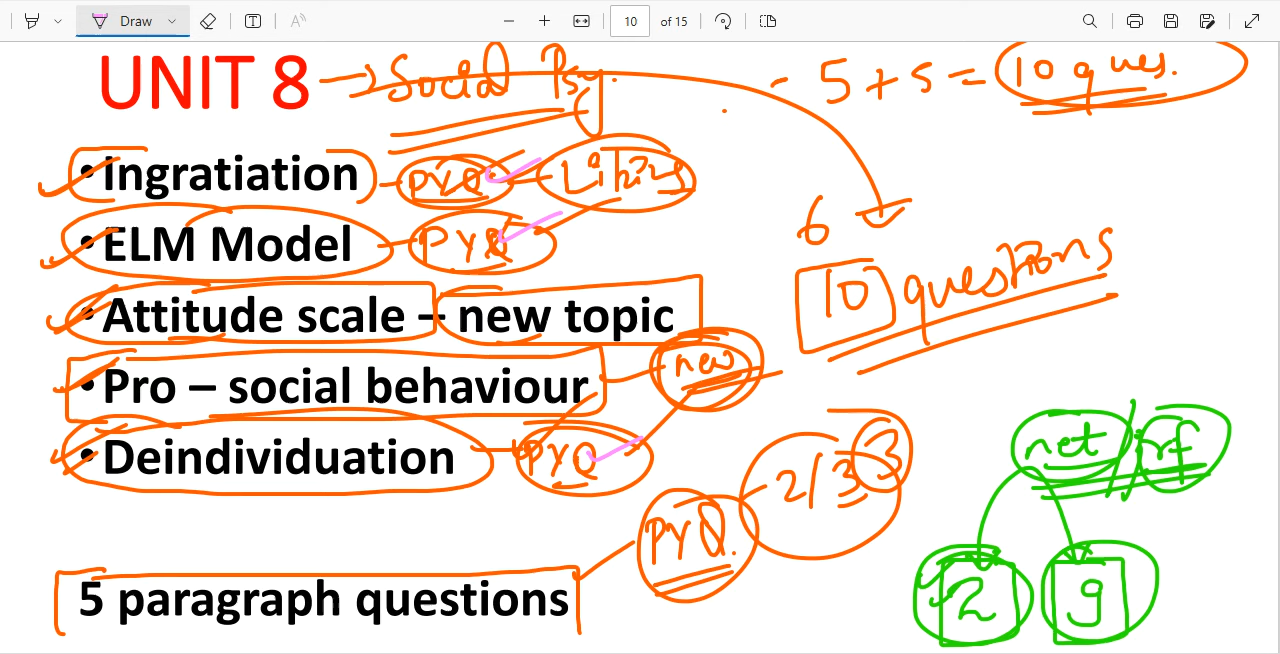 Draw
10 of 15
UNIT 8 → Social Psy.
5 + 5 = 10 ques.
• Ingratiation - PYQ - Liking
• ELM Model - PYQ
6
10 questions
• Attitude scale – new topic
• Pro – social behaviour - new
• Deindividuation - PYQ
net/jrf
PYQ. 2/3 3
2 9
5 paragraph questions